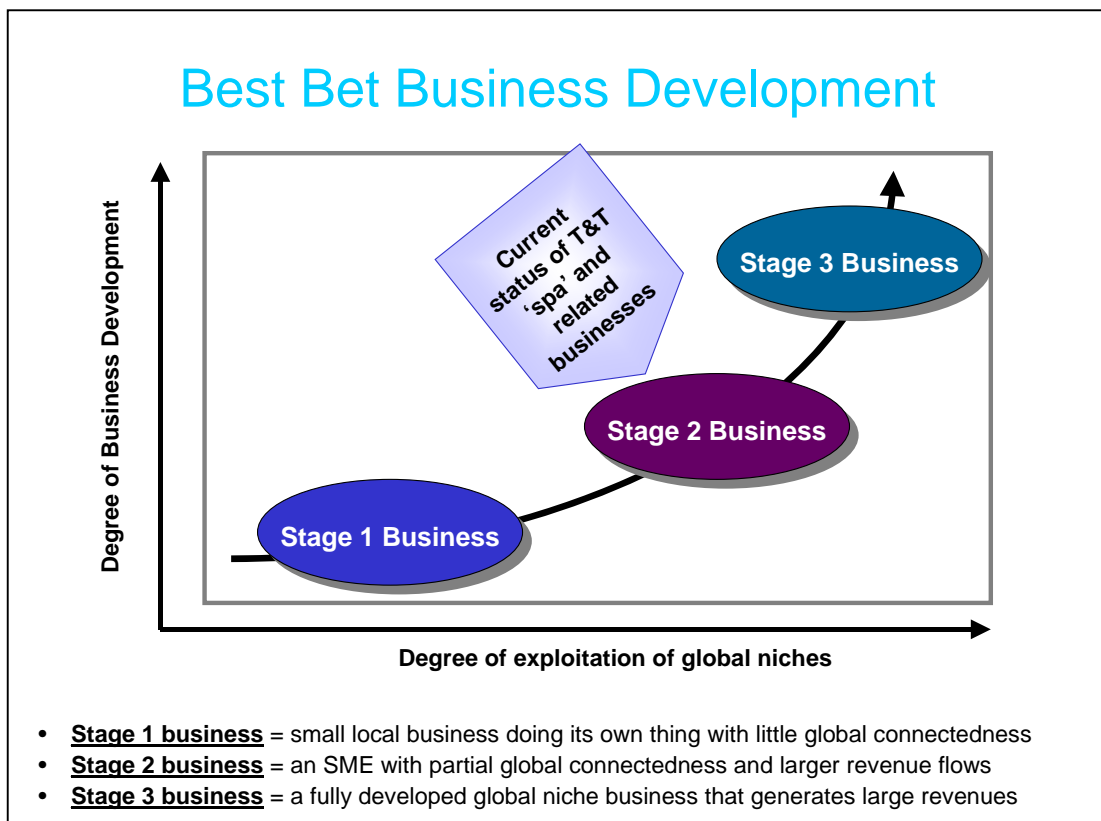 Best Bet Business Development
Degree of Business Development
Current
status of T&T
‘spa’ and
related
businesses
Stage 3 Business
Stage 2 Business
Stage 1 Business
Degree of exploitation of global niches
• Stage 1 business = small local business doing its own thing with little global connectedness
• Stage 2 business = an SME with partial global connectedness and larger revenue flows
• Stage 3 business = a fully developed global niche business that generates large revenues